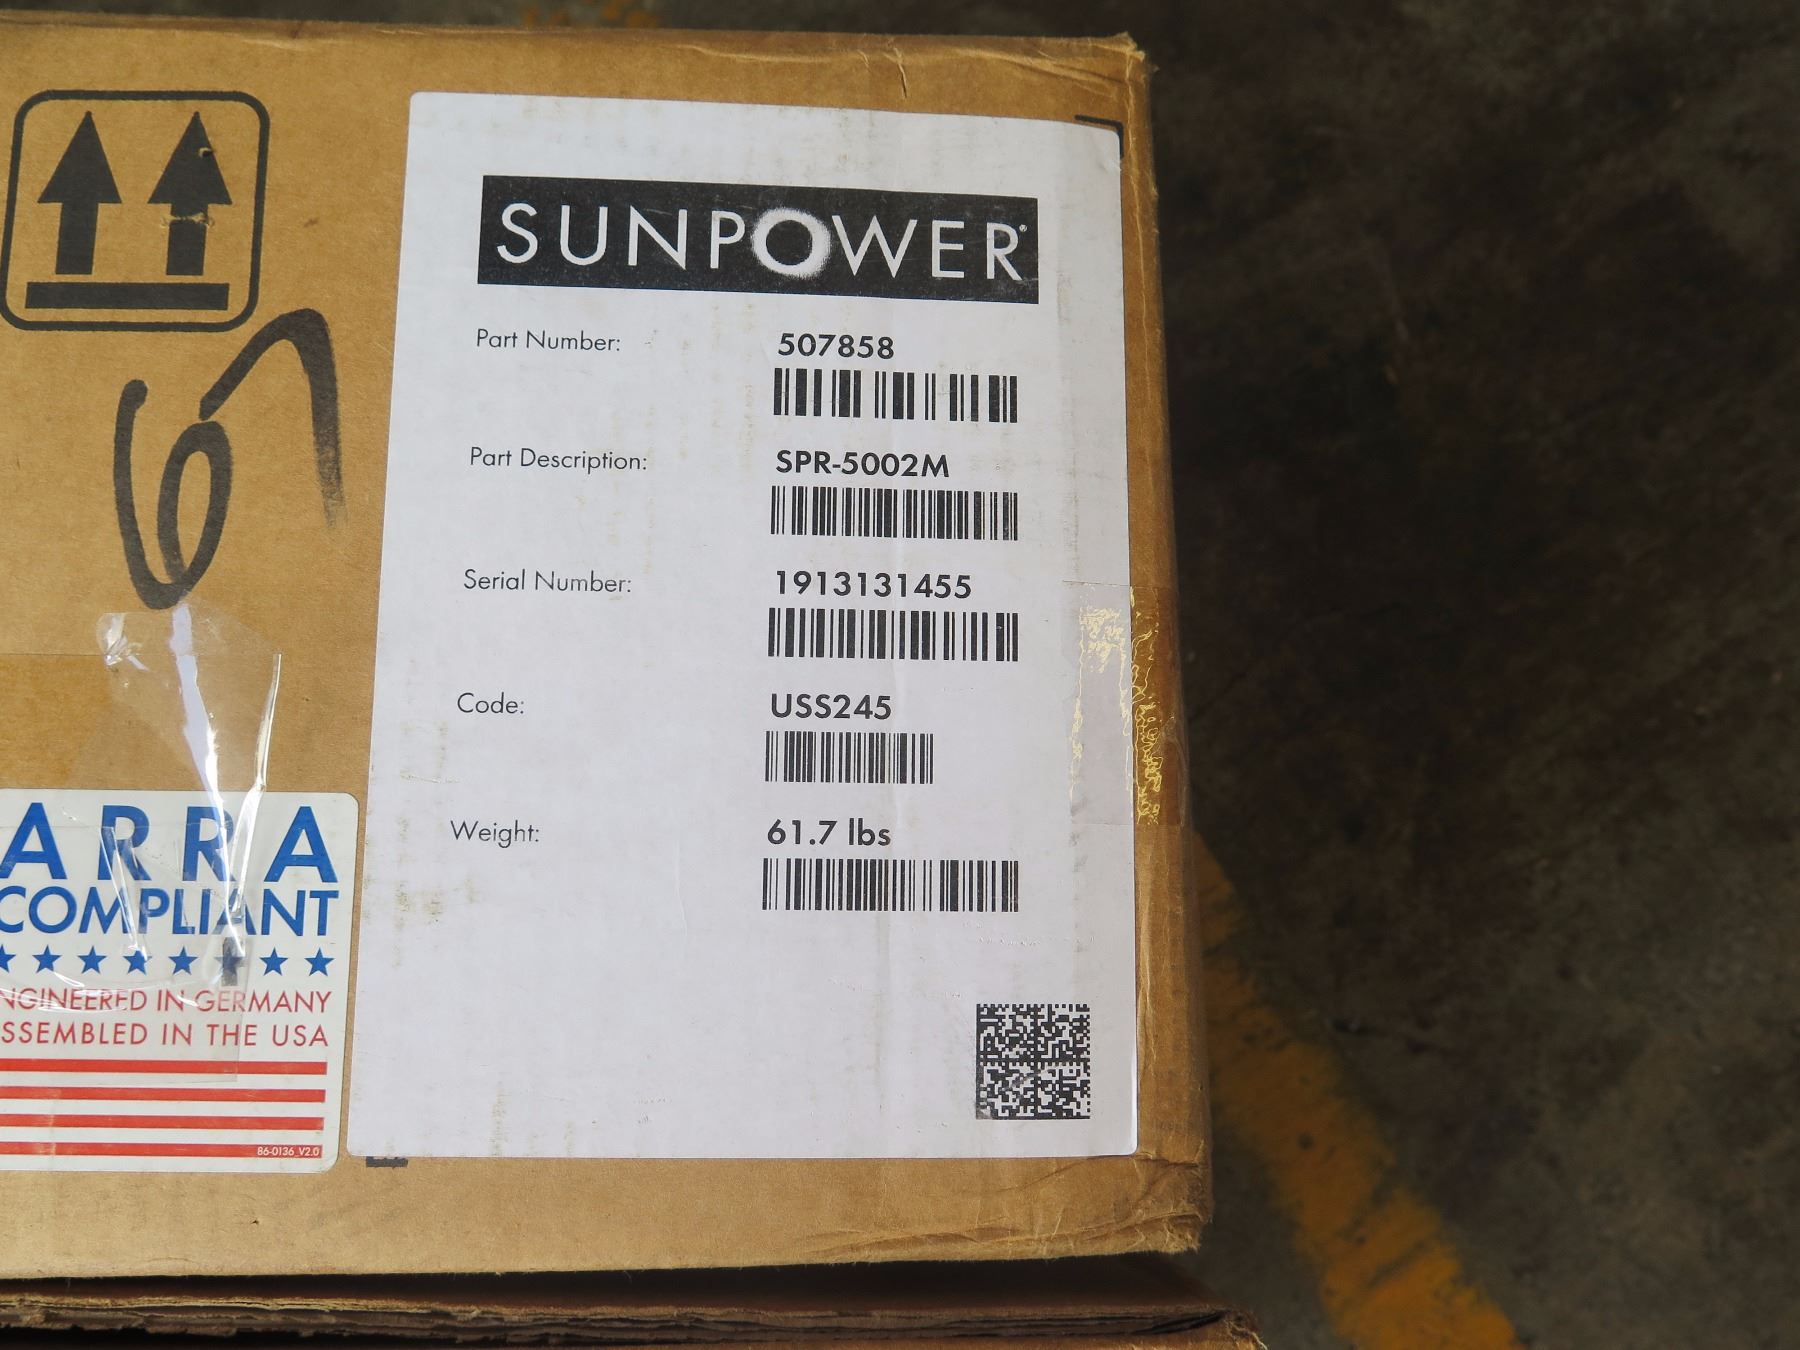 SUNPOWER®
Part Number: 507858
Part Description: SPR-5002M
Serial Number: 1913131455
Code: USS245
Weight: 61.7 lbs
67
ARRA
COMPLIANT
NGINEERED IN GERMANY
SSEMBLED IN THE USA
86-0136_V2.0